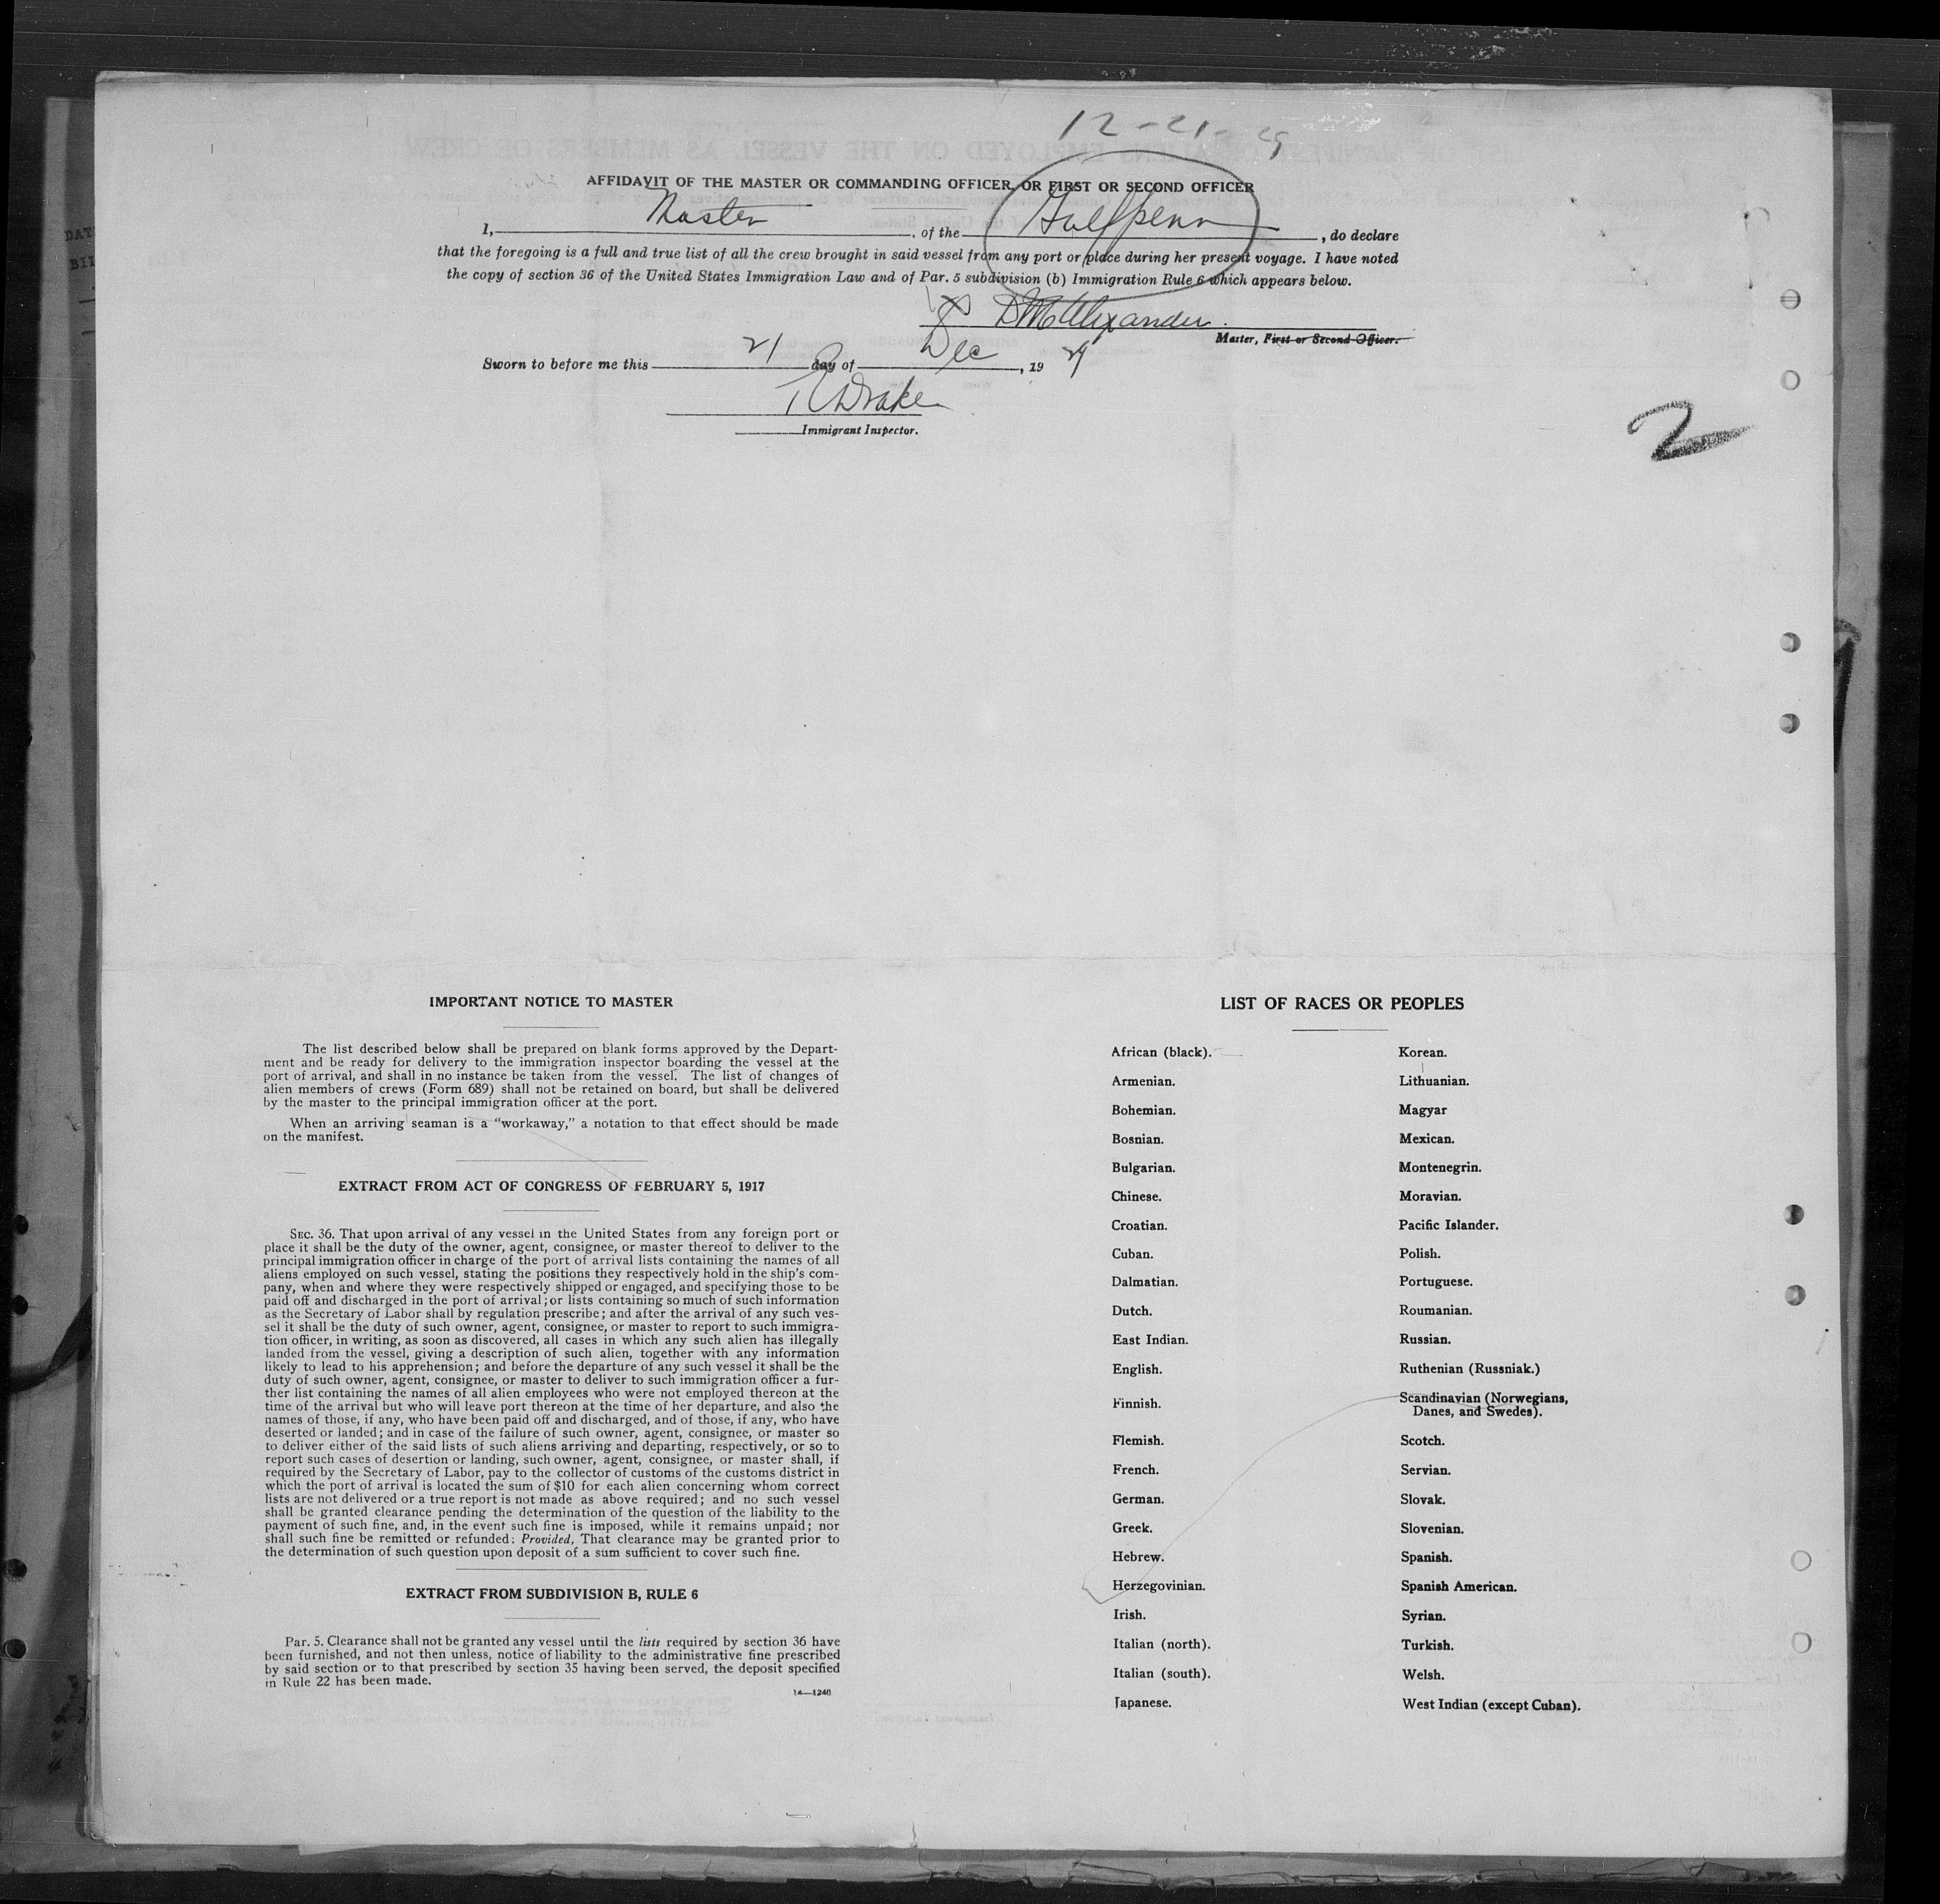 12-21-29
AFFIDAVIT OF THE MASTER OR COMMANDING OFFICER, OR FIRST OR SECOND OFFICER
I, Master, of the Gulfpenn, do declare
that the foregoing is a full and true list of all the crew brought in said vessel from any port or place during her present voyage. I have noted
the copy of section 36 of the United States Immigration Law and of Par. 5 subdivision (b) Immigration Rule 6 which appears below.
X DM Alexander
Master, First or Second Officer.
Sworn to before me this 21 day of Dec, 19 29
Drake
Immigrant Inspector.
2
IMPORTANT NOTICE TO MASTER
The list described below shall be prepared on blank forms approved by the Depart-
ment and be ready for delivery to the immigration inspector boarding the vessel at the
port of arrival, and shall in no instance be taken from the vessel. The list of changes of
alien members of crews (Form 689) shall not be retained on board, but shall be delivered
by the master to the principal immigration officer at the port.
When an arriving seaman is a “workaway,” a notation to that effect should be made
on the manifest.
EXTRACT FROM ACT OF CONGRESS OF FEBRUARY 5, 1917
SEC. 36. That upon arrival of any vessel in the United States from any foreign port or
place it shall be the duty of the owner, agent, consignee, or master thereof to deliver to the
principal immigration officer in charge of the port of arrival lists containing the names of all
aliens employed on such vessel, stating the positions they respectively hold in the ship's com-
pany, when and where they were respectively shipped or engaged, and specifying those to be
paid off and discharged in the port of arrival; or lists containing so much of such information
as the Secretary of Labor shall by regulation prescribe; and after the arrival of any such ves-
sel it shall be the duty of such owner, agent, consignee, or master to report to such immigra-
tion officer, in writing, as soon as discovered, all cases in which any such alien has illegally
landed from the vessel, giving a description of such alien, together with any information
likely to lead to his apprehension; and before the departure of any such vessel it shall be the
duty of such owner, agent, consignee, or master to deliver to such immigration officer a fur-
ther list containing the names of all alien employees who were not employed thereon at the
time of the arrival but who will leave port thereon at the time of her departure, and also the
names of those, if any, who have been paid off and discharged, and of those, if any, who have
deserted or landed; and in case of the failure of such owner, agent, consignee, or master so
to deliver either of the said lists of such aliens arriving and departing, respectively, or so to
report such cases of desertion or landing, such owner, agent, consignee, or master shall, if
required by the Secretary of Labor, pay to the collector of customs of the customs district in
which the port of arrival is located the sum of $10 for each alien concerning whom correct
lists are not delivered or a true report is not made as above required; and no such vessel
shall be granted clearance pending the determination of the question of the liability to the
payment of such fine, and, in the event such fine is imposed, while it remains unpaid; nor
shall such fine be remitted or refunded: Provided, That clearance may be granted prior to
the determination of such question upon deposit of a sum sufficient to cover such fine.
EXTRACT FROM SUBDIVISION B, RULE 6
Par. 5. Clearance shall not be granted any vessel until the lists required by section 36 have
been furnished, and not then unless, notice of liability to the administrative fine prescribed
by said section or to that prescribed by section 35 having been served, the deposit specified
in Rule 22 has been made.
14—1240
LIST OF RACES OR PEOPLES
African (black).
Armenian.
Bohemian.
Bosnian.
Bulgarian.
Chinese.
Croatian.
Cuban.
Dalmatian.
Dutch.
East Indian.
English.
Finnish.
Flemish.
French.
German.
Greek.
Hebrew.
Herzegovinian.
Irish.
Italian (north).
Italian (south).
Japanese.
Korean.
Lithuanian.
Magyar
Mexican.
Montenegrin.
Moravian.
Pacific Islander.
Polish.
Portuguese.
Roumanian.
Russian.
Ruthenian (Russniak.)
Scandinavian (Norwegians,
Danes, and Swedes).
Scotch.
Servian.
Slovak.
Slovenian.
Spanish.
Spanish American.
Syrian.
Turkish.
Welsh.
West Indian (except Cuban).